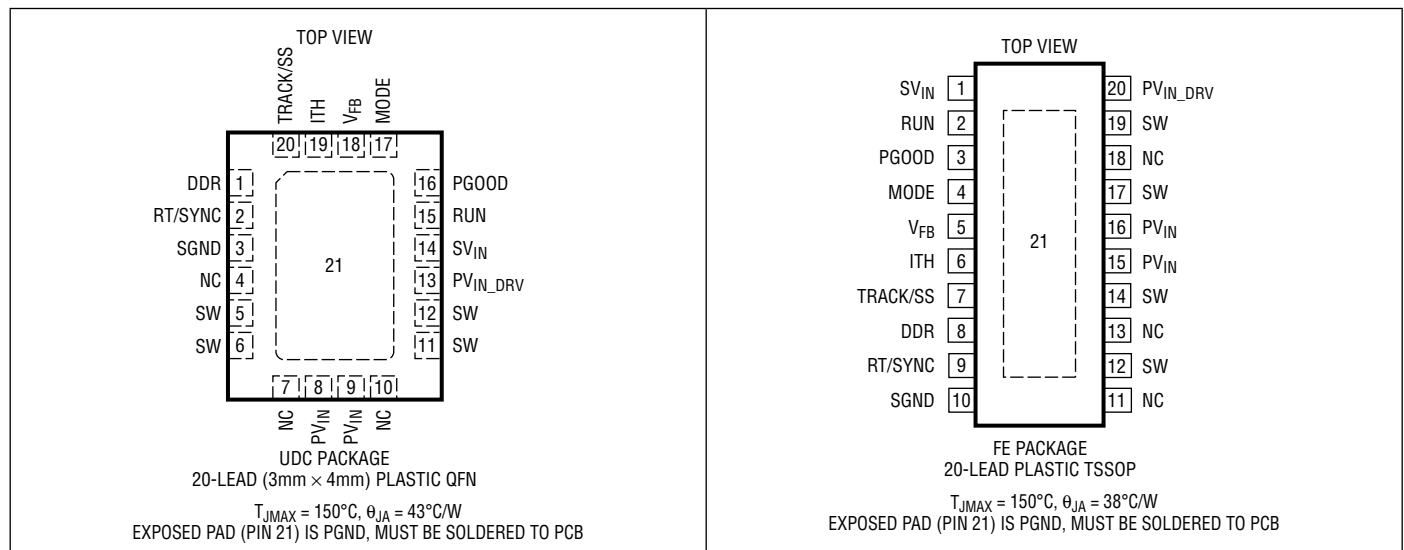 TOP VIEW
TRACK/SS
ITH
VFB
MODE
20 19 18 17
DDR 1
RT/SYNC 2
SGND 3
NC 4
SW 5
SW 6
21
16 PGOOD
15 RUN
14 SVIN
13 PVIN_DRV
12 SW
11 SW
7 8 9 10
NC
PVIN
PVIN
NC
UDC PACKAGE
20-LEAD (3mm × 4mm) PLASTIC QFN
TJMAX = 150°C, θJA = 43°C/W
EXPOSED PAD (PIN 21) IS PGND, MUST BE SOLDERED TO PCB
TOP VIEW
SVIN 1
RUN 2
PGOOD 3
MODE 4
VFB 5
ITH 6
TRACK/SS 7
DDR 8
RT/SYNC 9
SGND 10
21
20 PVIN_DRV
19 SW
18 NC
17 SW
16 PVIN
15 PVIN
14 SW
13 NC
12 SW
11 NC
FE PACKAGE
20-LEAD PLASTIC TSSOP
TJMAX = 150°C, θJA = 38°C/W
EXPOSED PAD (PIN 21) IS PGND, MUST BE SOLDERED TO PCB